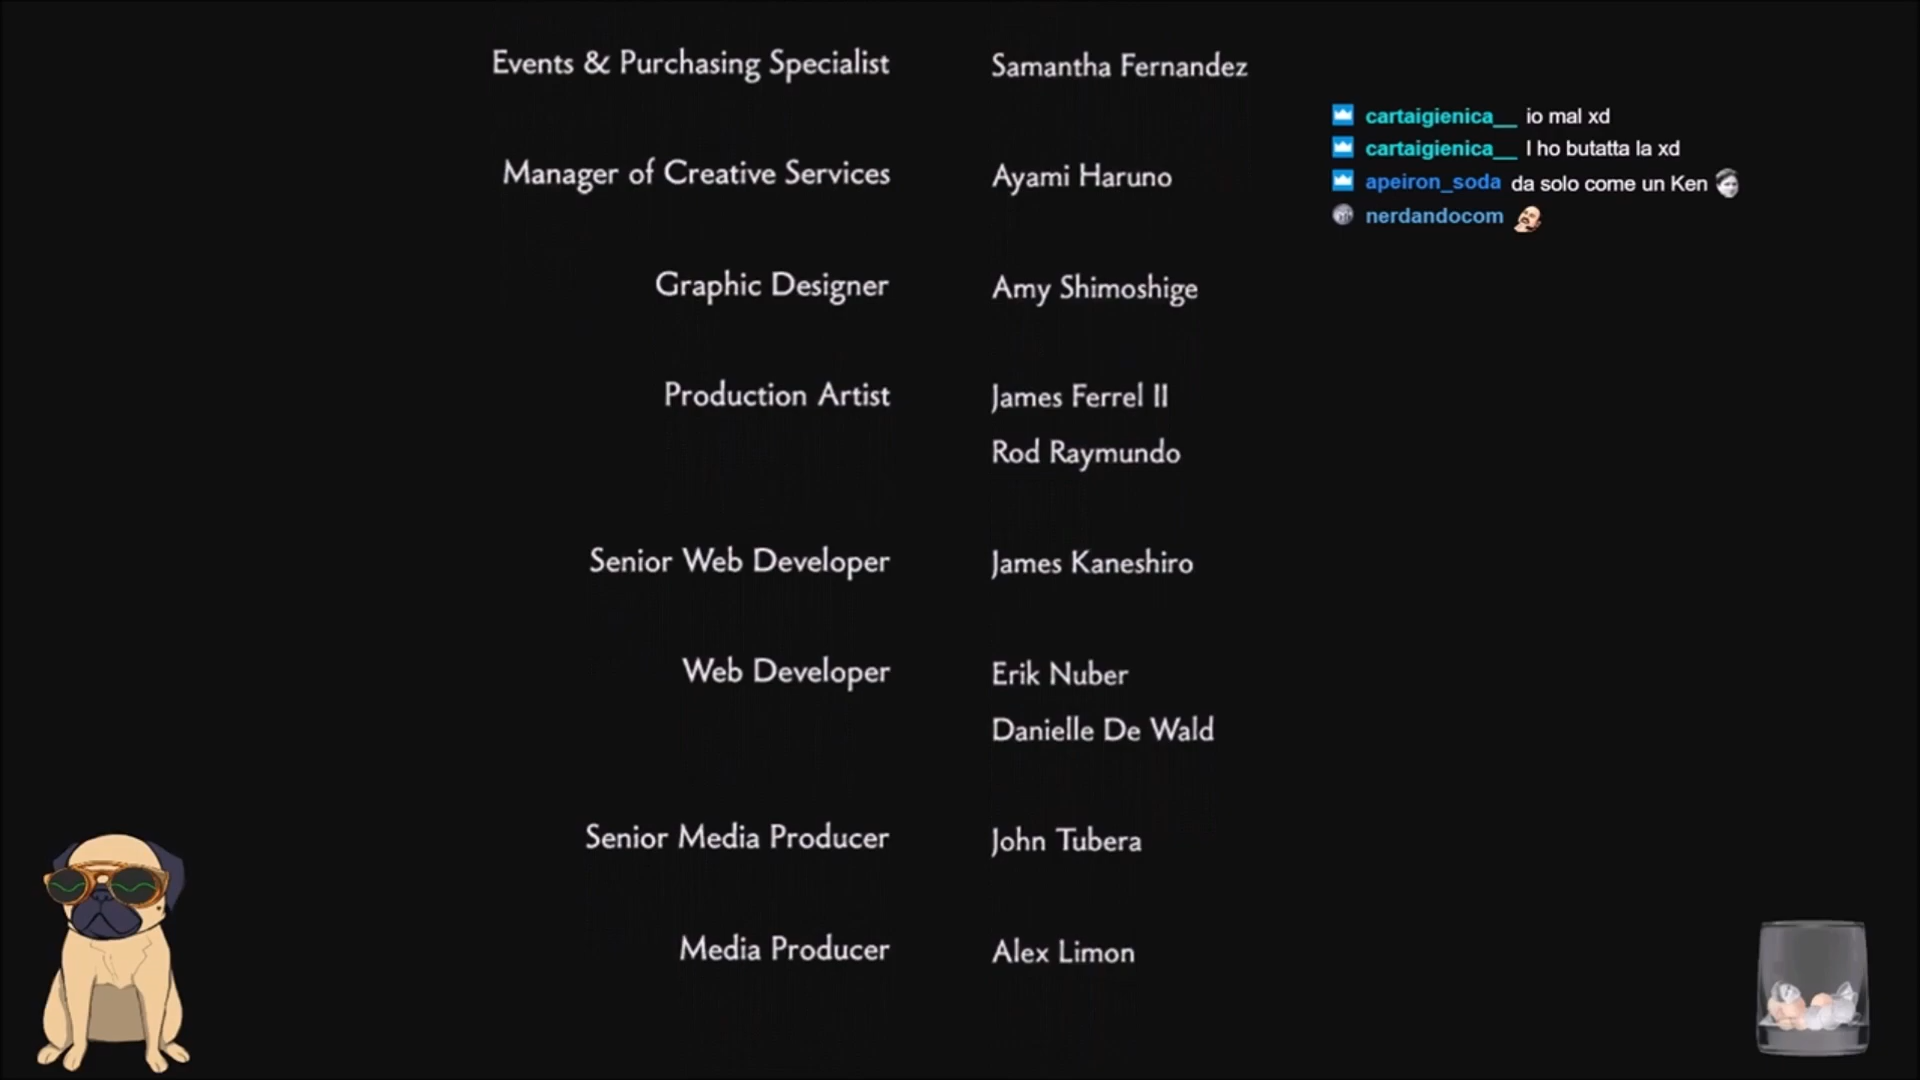 Events & Purchasing Specialist Samantha Fernandez
cartaigienica__ io mal xd
cartaigienica__ l ho butatta la xd
Manager of Creative Services Ayami Haruno
apeiron_soda da solo come un Ken
nerdandocom
Graphic Designer Amy Shimoshige
Production Artist James Ferrel II
Rod Raymundo
Senior Web Developer James Kaneshiro
Web Developer Erik Nuber
Danielle De Wald
Senior Media Producer John Tubera
Media Producer Alex Limon